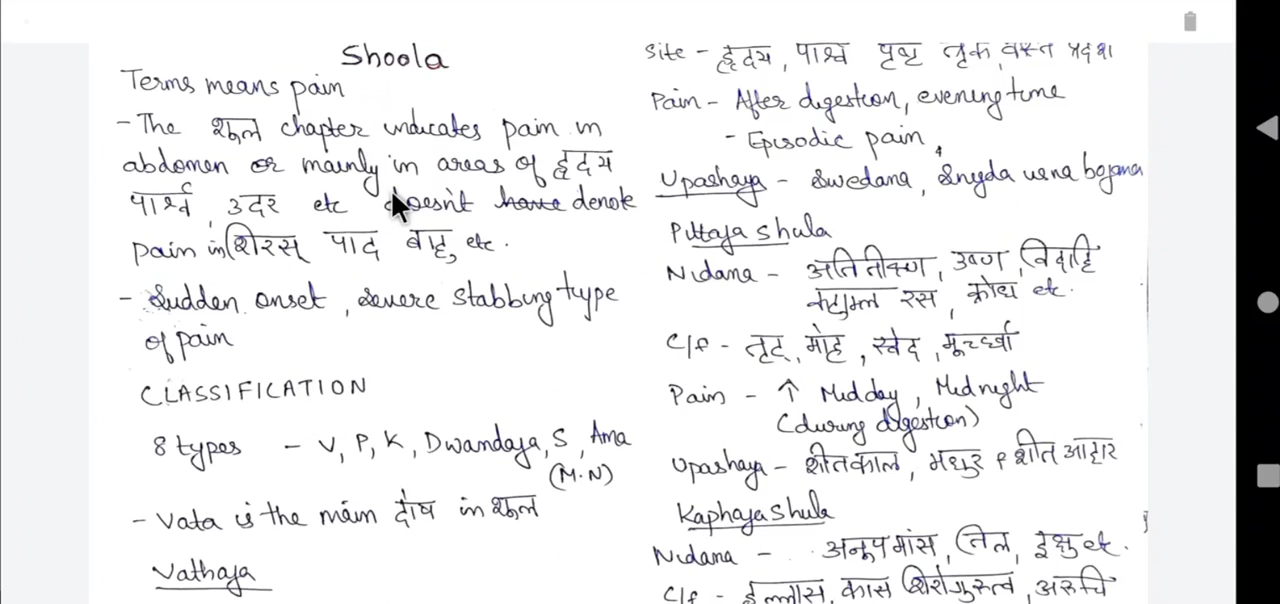 Shoola
Terms means pain
- The शूल chapter indicates pain in
abdomen or mainly in areas of हृदय
पार्श्व, उदर etc doesn't have denote
pain in शिरस् पाद बाहु, etc.
- Sudden onset, severe stabbing type
of pain
CLASSIFICATION
8 types - V, P, K, Dwandaja, S, Ama
(M.N)
- Vata is the main दोष in शूल
Vathaja
Site - हृदय, पार्श्व पृष्ट त्रिक
Pain - After digestion, evening time
- Episodic pain
Upashaya - Swedana, Snigda usna bojana
Pittaja shula
Nidana - अति तीक्ष्ण, उष्ण, विदाहि
कट्वम्ल रस, क्रोध etc.
C/f - तृट्, मोह, स्वेद, मूर्च्छा
Pain - ↑ Midday, Midnight
(during digestion)
Upashaya - शीतकाल, मधुर शीत आहार
Kaphaja shula
Nidana - अनूप मांस, तिल, इक्षु etc.
C/f - हृल्लास, कास शिरोगुरुत्व, अरुचि